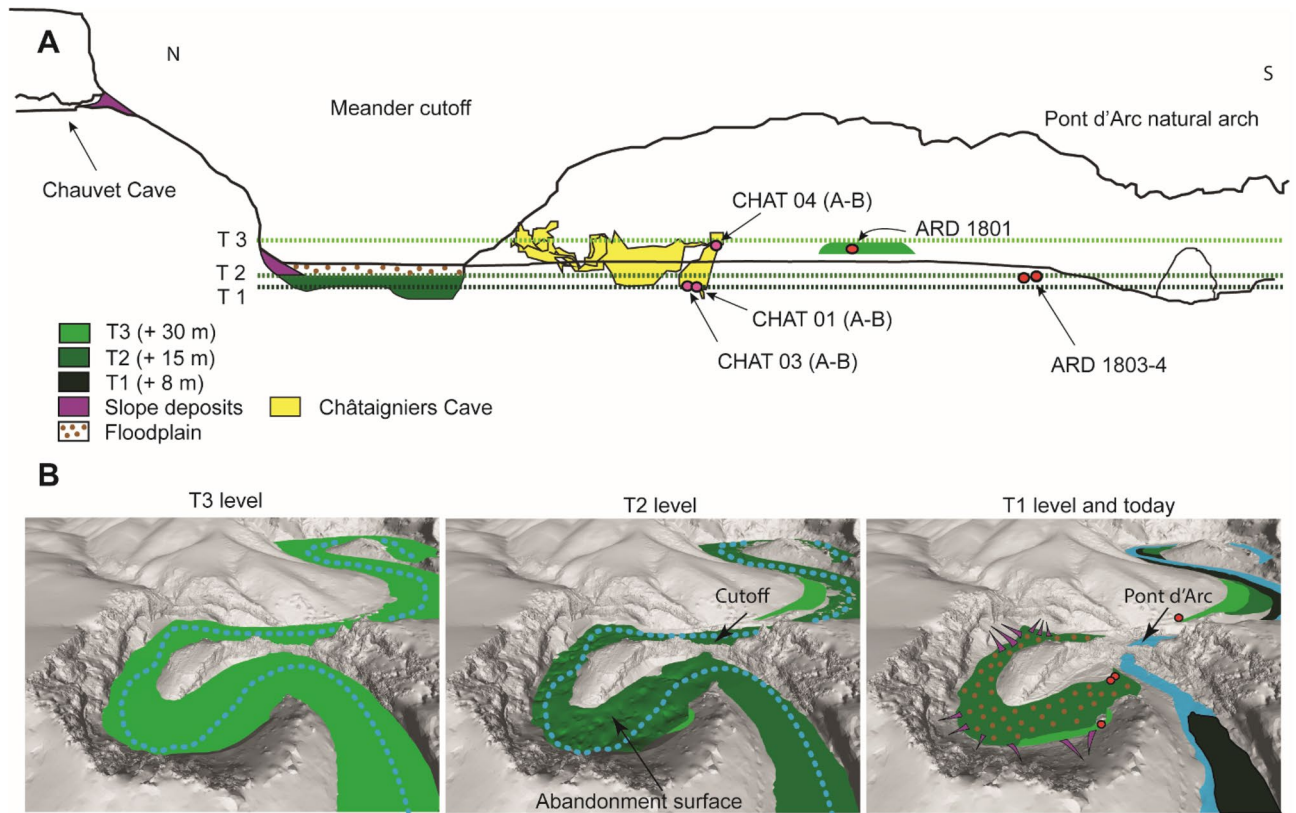 A
N
S
Meander cutoff
Pont d’Arc natural arch
Chauvet Cave
CHAT 04 (A-B)
ARD 1801
T 3
T 2
T 1
CHAT 01 (A-B)
CHAT 03 (A-B)
ARD 1803-4
T3 (+ 30 m)
T2 (+ 15 m)
T1 (+ 8 m)
Slope deposits
Châtaigniers Cave
Floodplain
B
T3 level
T2 level
T1 level and today
Cutoff
Pont d’Arc
Abandonment surface